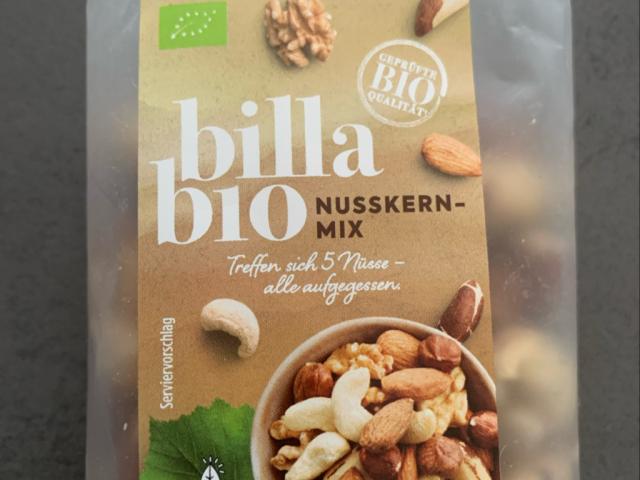 GEPRÜFTE
BIO
QUALITÄT!
billa
bio
NUSSKERN-
MIX
Treffen sich 5 Nüsse –
alle aufgegessen.
Serviervorschlag